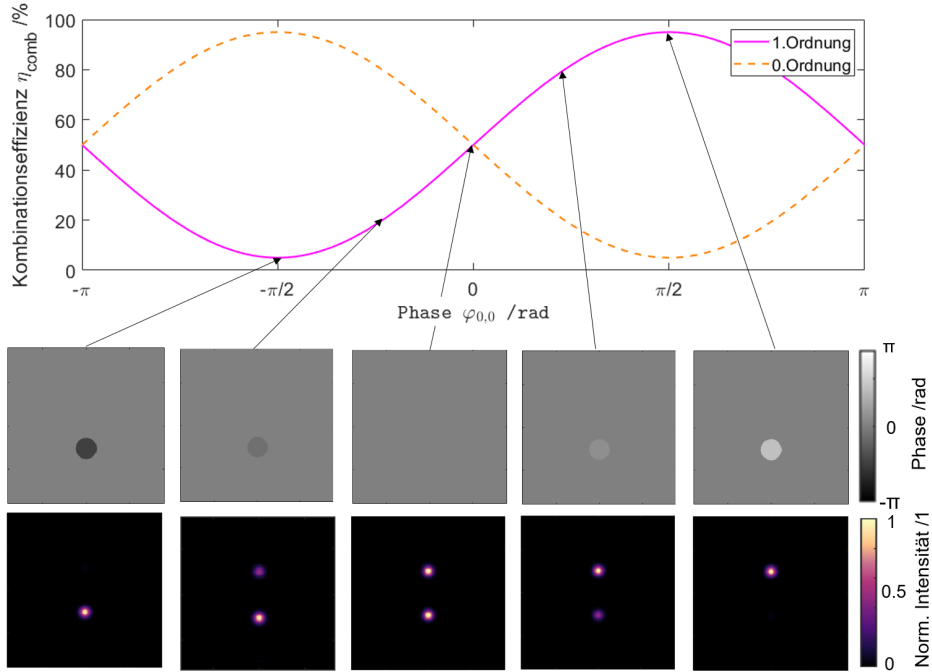 Kombinationseffizienz η_comb /%
100
80
60
40
20
0
1.Ordnung
0.Ordnung
-π
-π/2
0
π/2
π
Phase φ_0,0 /rad
π
0
-π
Phase /rad
1
0.5
0
Norm. Intensität /1